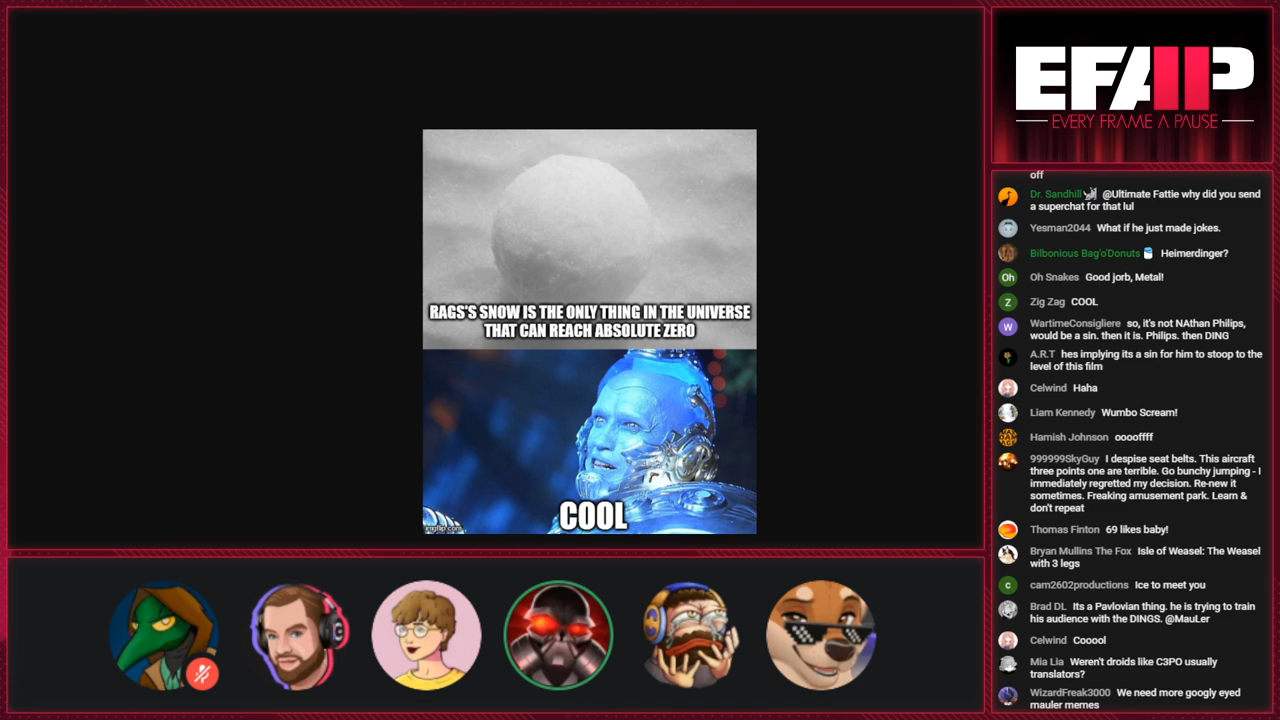 RAGS'S SNOW IS THE ONLY THING IN THE UNIVERSE
THAT CAN REACH ABSOLUTE ZERO
COOL
imgflip.com
EFAP
EVERY FRAME A PAUSE
off
Dr. Sandhill @Ultimate Fattie why did you send
a superchat for that lul
Yesman2044 What if he just made jokes.
Bilbonious Bag'o'Donuts Heimerdinger?
Oh
Oh Snakes Good jorb, Metal!
Z
Zig Zag COOL
W
WartimeConsigliere so, it's not NAthan Philips,
would be a sin. then it is. Philips. then DING
A.R.T hes implying its a sin for him to stoop to the
level of this film
Celwind Haha
Liam Kennedy Wumbo Scream!
Hamish Johnson ooooffff
999999SkyGuy I despise seat belts. This aircraft
three points one are terrible. Go bunchy jumping - I
immediately regretted my decision. Re-new it
sometimes. Freaking amusement park. Learn &
don't repeat
Thomas Finton 69 likes baby!
Bryan Mullins The Fox Isle of Weasel: The Weasel
with 3 legs
c
cam2602productions Ice to meet you
Brad DL Its a Pavlovian thing. he is trying to train
his audience with the DINGS. @MauLer
Celwind Cooool
Mia Lia Weren't droids like C3PO usually
translators?
WizardFreak3000 We need more googly eyed
mauler memes